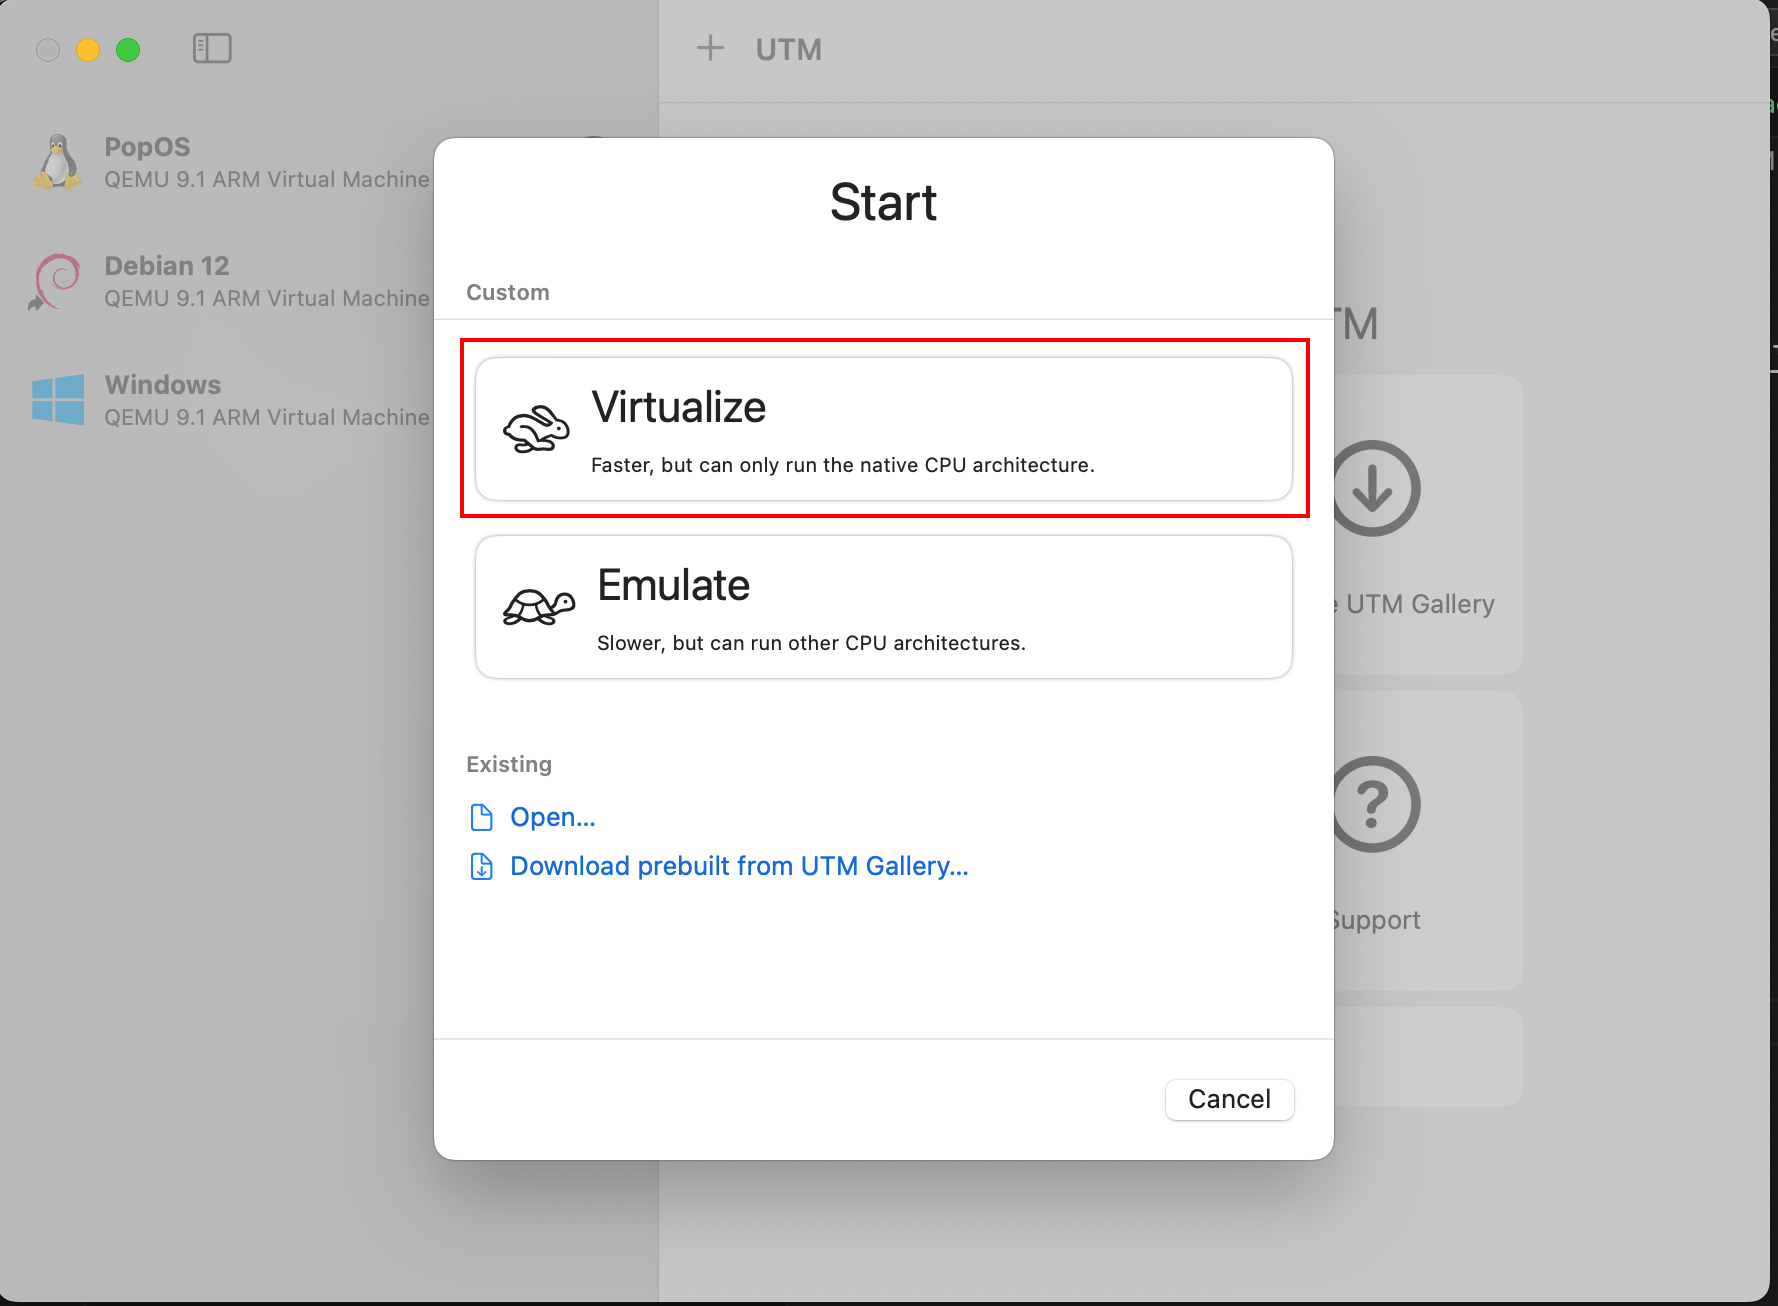 UTM
PopOS
QEMU 9.1 ARM Virtual Machine
Debian 12
QEMU 9.1 ARM Virtual Machine
Windows
QEMU 9.1 ARM Virtual Machine
Start
Custom
Virtualize
Faster, but can only run the native CPU architecture.
Emulate
Slower, but can run other CPU architectures.
Existing
Open...
Download prebuilt from UTM Gallery...
Cancel
TM
UTM Gallery
Support